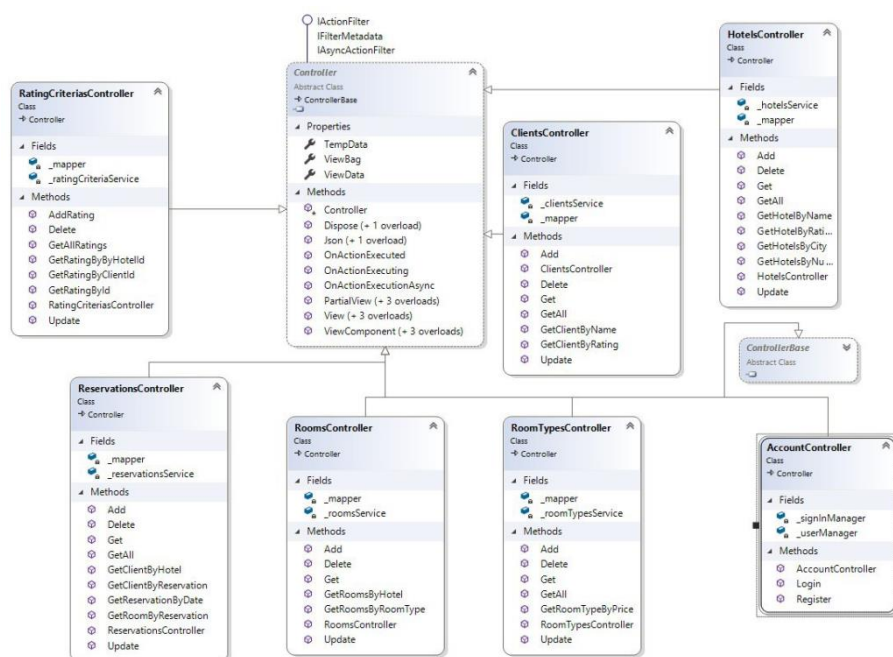 IActionFilter
IFilterMetadata
IAsyncActionFilter
Controller
Abstract Class
ControllerBase
Properties
TempData
ViewBag
ViewData
Methods
Controller
Dispose (+ 1 overload)
Json (+ 1 overload)
OnActionExecuted
OnActionExecuting
OnActionExecutionAsync
PartialView (+ 3 overloads)
View (+ 3 overloads)
ViewComponent (+ 3 overloads)
RatingCriteriasController
Class
Controller
Fields
_mapper
_ratingCriteriaService
Methods
AddRating
Delete
GetAllRatings
GetRatingByByHotelId
GetRatingByClientId
GetRatingById
RatingCriteriasController
Update
ClientsController
Class
Controller
Fields
_clientsService
_mapper
Methods
Add
ClientsController
Delete
Get
GetAll
GetClientByName
GetClientByRating
Update
HotelsController
Class
Controller
Fields
_hotelsService
_mapper
Methods
Add
Delete
Get
GetAll
GetHotelByName
GetHotelByRati...
GetHotelsByCity
GetHotelsByNu ...
HotelsController
Update
ControllerBase
Abstract Class
ReservationsController
Class
Controller
Fields
_mapper
_reservationsService
Methods
Add
Delete
Get
GetAll
GetClientByHotel
GetClientByReservation
GetReservationByDate
GetRoomByReservation
ReservationsController
Update
RoomsController
Class
Controller
Fields
_mapper
_roomsService
Methods
Add
Delete
Get
GetRoomsByHotel
GetRoomsByRoomType
RoomsController
Update
RoomTypesController
Class
Controller
Fields
_mapper
_roomTypesService
Methods
Add
Delete
Get
GetAll
GetRoomTypeByPrice
RoomTypesController
Update
AccountController
Class
Controller
Fields
_signInManager
_userManager
Methods
AccountController
Login
Register